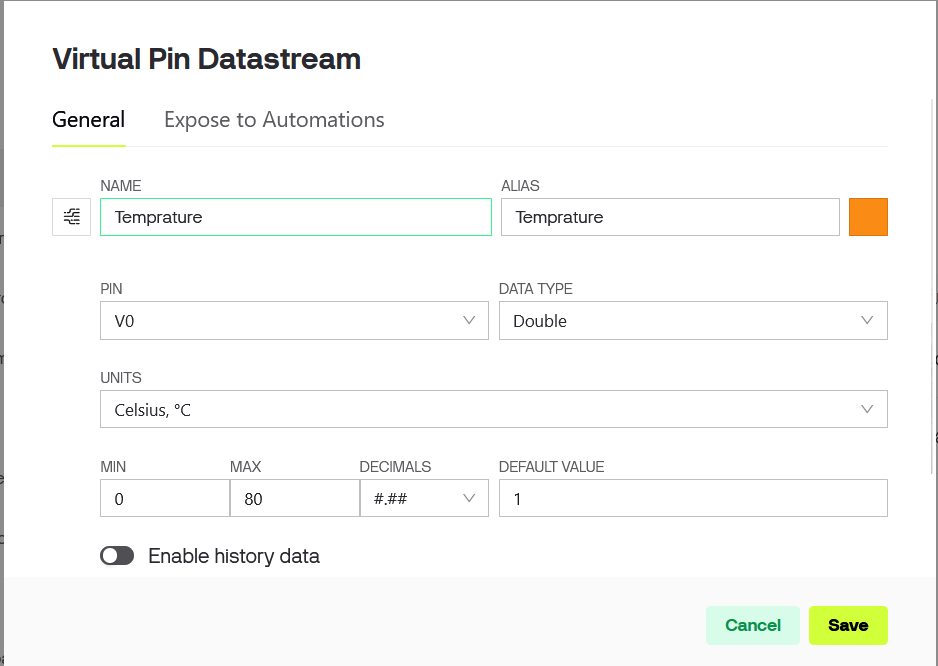 Virtual Pin Datastream
General Expose to Automations
NAME ALIAS
Temprature Temprature
PIN DATA TYPE
V0 Double
UNITS
Celsius, °C
MIN MAX DECIMALS DEFAULT VALUE
0 80 #.## 1
Enable history data
Cancel Save